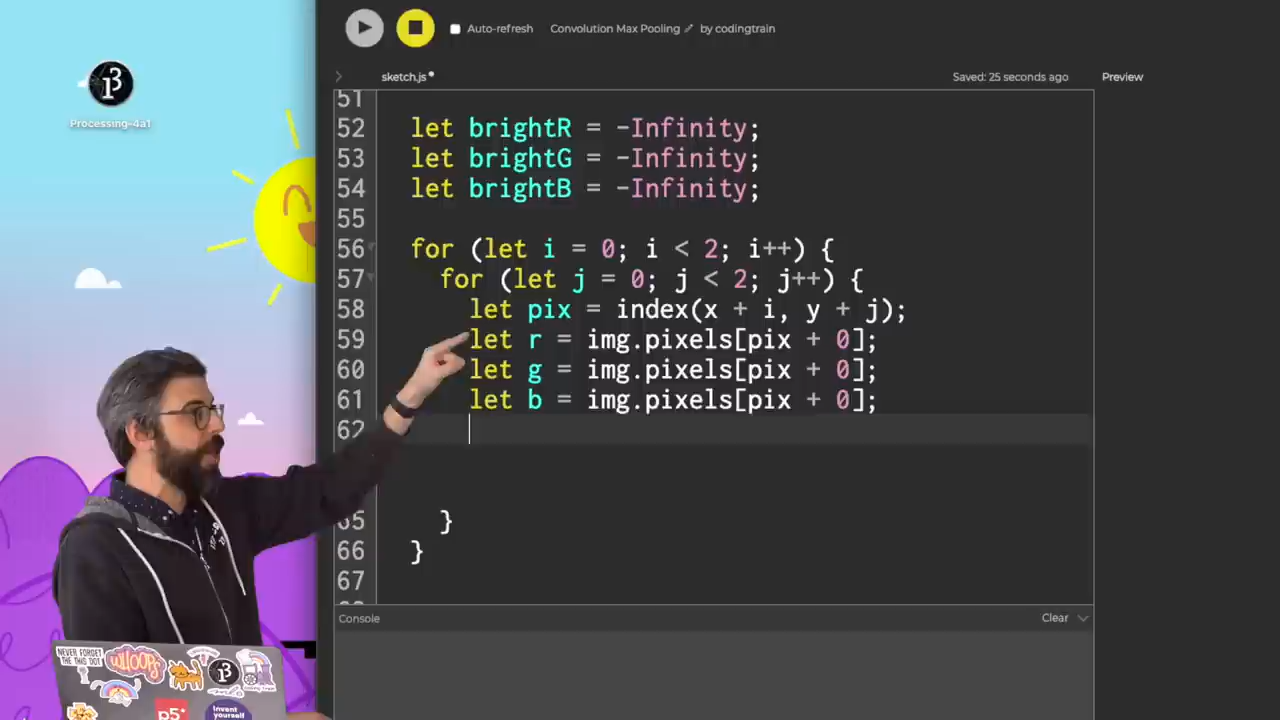 Auto-refresh
Convolution Max Pooling
by codingtrain
sketch.js
Saved: 25 seconds ago
Preview
Processing-4a1
51
52 let brightR = -Infinity;
53 let brightG = -Infinity;
54 let brightB = -Infinity;
55
56 for (let i = 0; i < 2; i++) {
57 for (let j = 0; j < 2; j++) {
58 let pix = index(x + i, y + j);
59 let r = img.pixels[pix + 0];
60 let g = img.pixels[pix + 0];
61 let b = img.pixels[pix + 0];
62
65 }
66 }
67
Console
Clear
NEVER FORGET
THE THIS DOT
WHOOPS
p5*
Invent
yourself